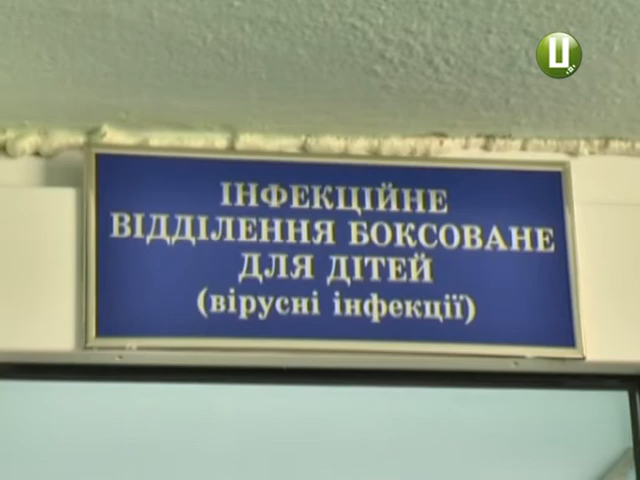 Ц
ІНФЕКЦІЙНЕ
ВІДДІЛЕННЯ БОКСОВАНЕ
ДЛЯ ДІТЕЙ
(вірусні інфекції)